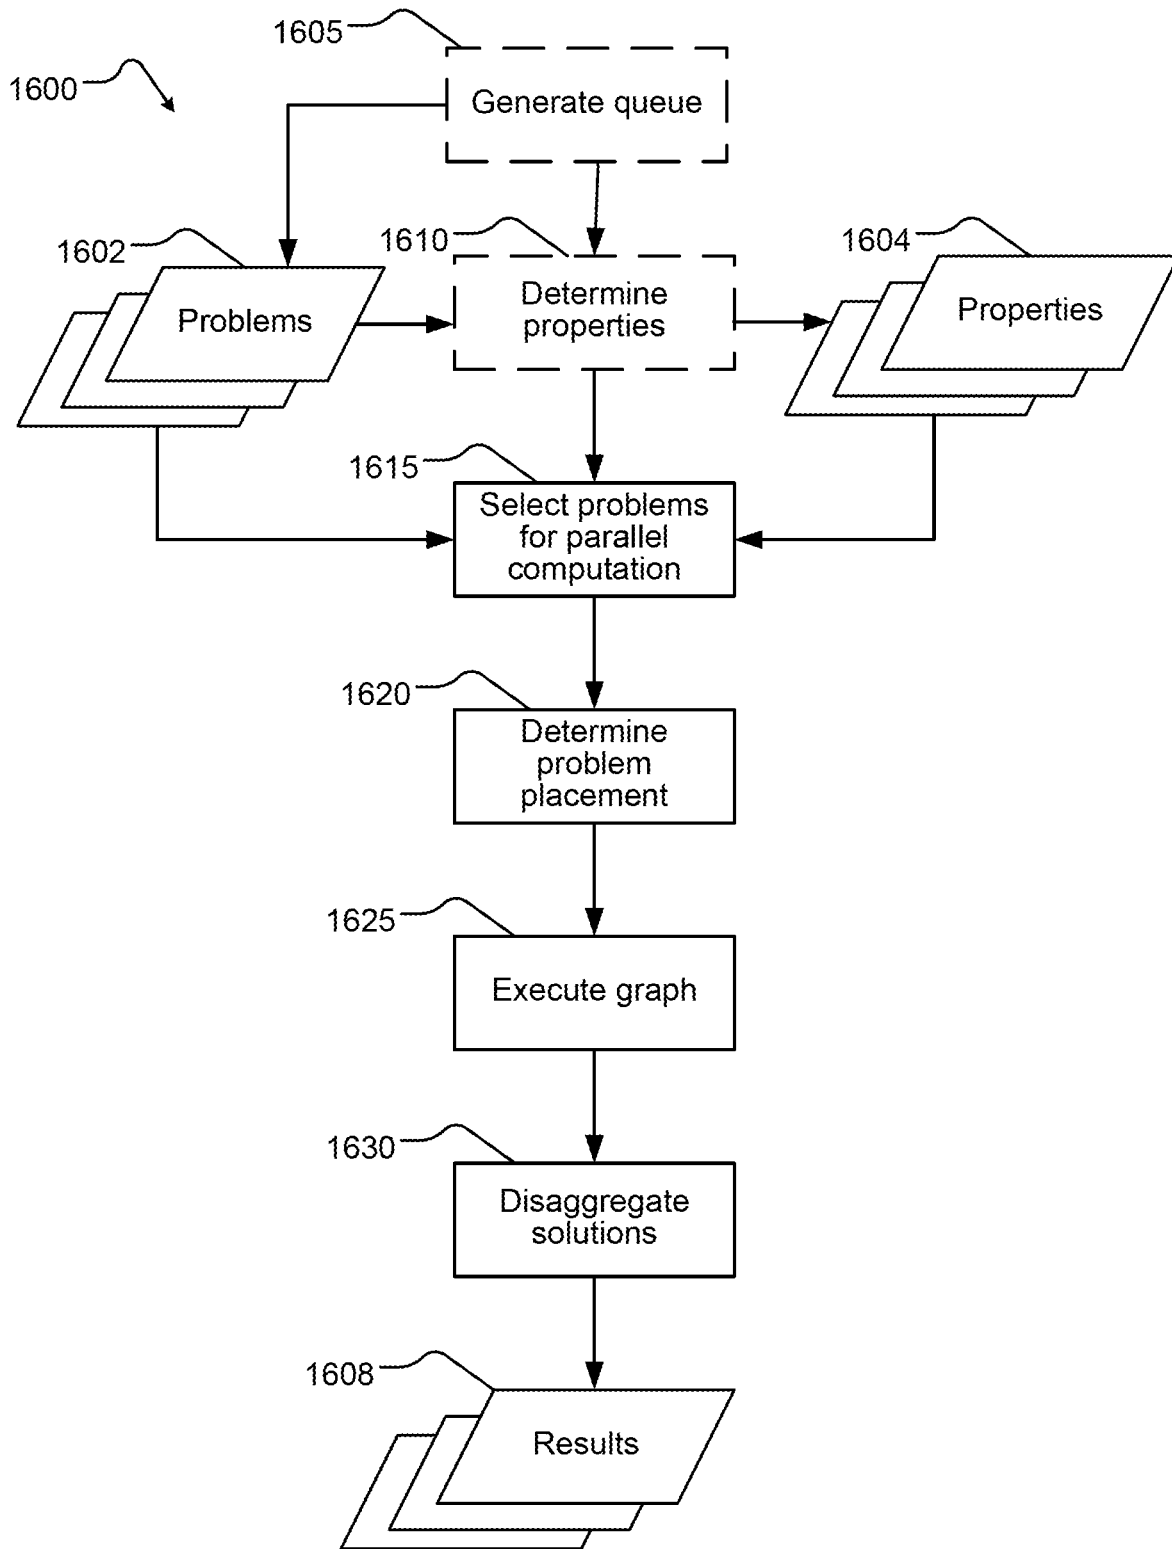 1605
1600
Generate queue
1602
1610
1604
Problems
Determine
properties
Properties
1615
Select problems
for parallel
computation
1620
Determine
problem
placement
1625
Execute graph
1630
Disaggregate
solutions
1608
Results